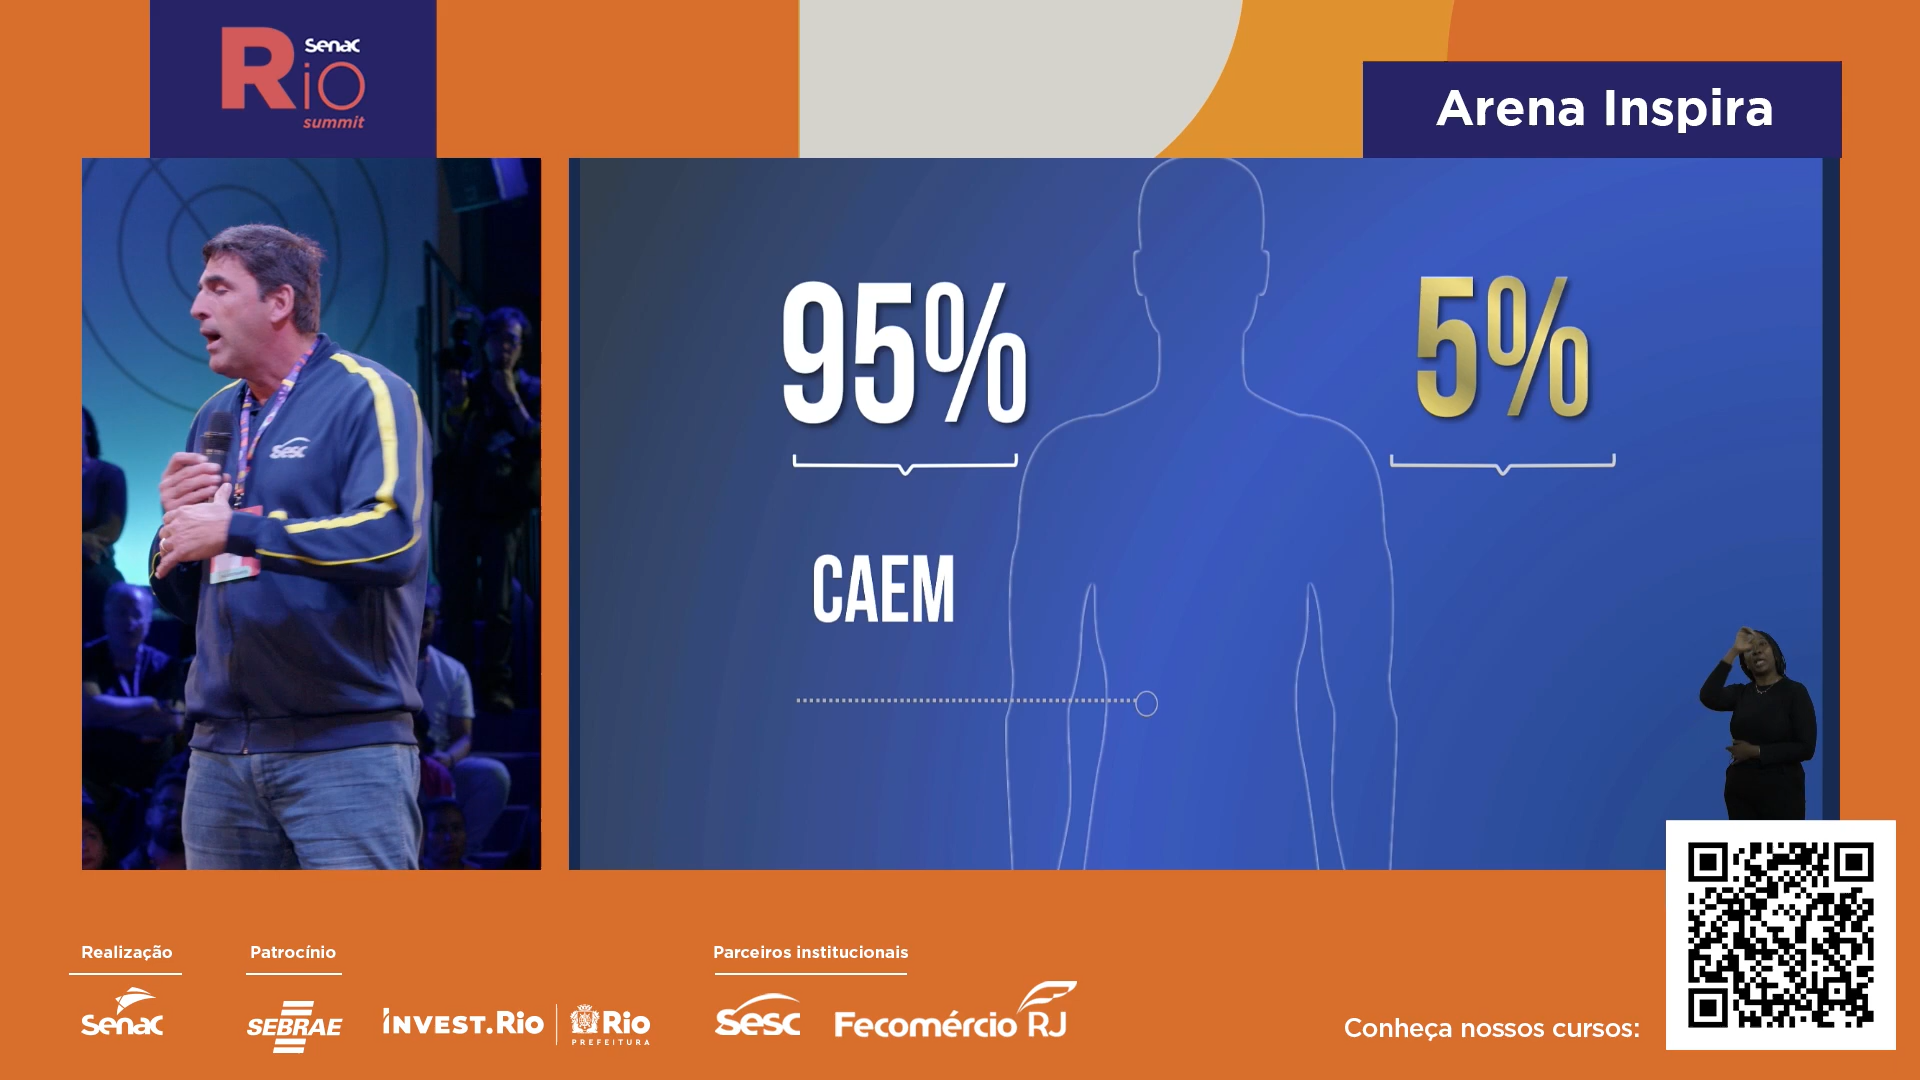 R
Senac
io
summit
Arena Inspira
sesc
95%
5%
CAEM
Realização
Patrocínio
Parceiros institucionais
Senac
SEBRAE
INVEST.Rio
Rio
PREFEITURA
Sesc
Fecomércio RJ
Conheça nossos cursos: